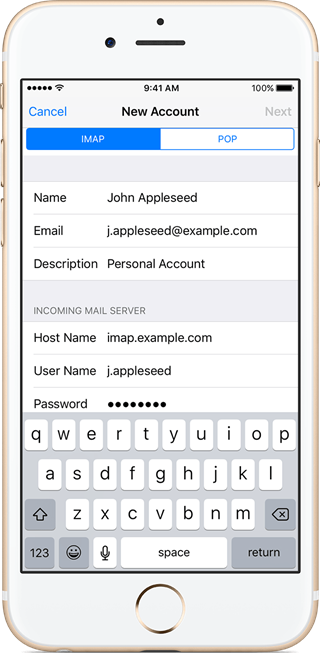 9:41 AM 100%
Cancel New Account Next
IMAP POP
Name John Appleseed
Email j.appleseed@example.com
Description Personal Account
INCOMING MAIL SERVER
Host Name imap.example.com
User Name j.appleseed
Password ●●●●●●●●
q w e r t y u i o p
a s d f g h j k l
z x c v b n m
123 space return